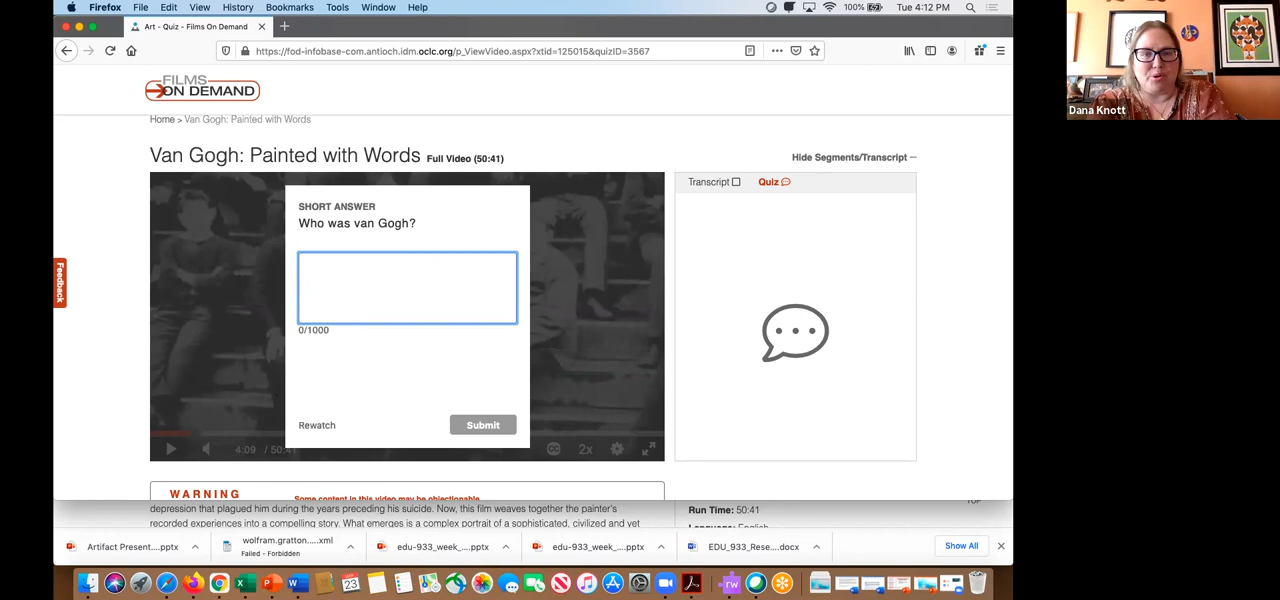 Firefox File Edit View History Bookmarks Tools Window Help
100% Tue 4:12 PM
Art - Quiz - Films On Demand
https://fod-infobase-com.antioch.idm.oclc.org/p_ViewVideo.aspx?xtid=125015&quizID=3567
FILMS
ON DEMAND
Home > Van Gogh: Painted with Words
Van Gogh: Painted with Words Full Video (50:41)
Hide Segments/Transcript
Transcript
Quiz
SHORT ANSWER
Who was van Gogh?
0/1000
Rewatch
Submit
4:09 / 50:41
2x
Feedback
WARNING
Some content in this video may be objectionable
depression that plagued him during the years preceding his suicide. Now, this film weaves together the painter's
recorded experiences into a compelling story. What emerges is a complex portrait of a sophisticated, civilized and yet
TOP
Run Time: 50:41
Language: English
Artifact Present....pptx
wolfram.gratton.....xml
Failed - Forbidden
edu-933_week_....pptx
edu-933_week_....pptx
EDU_933_Rese....docx
Show All
23
rw
Dana Knott